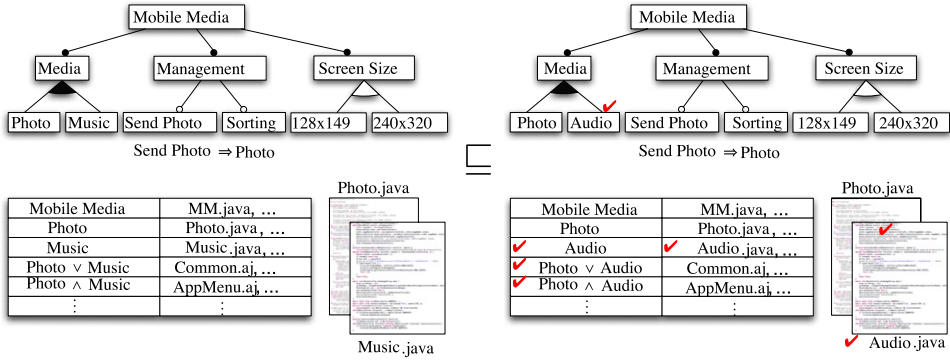 Mobile Media
Media Management Screen Size
Photo Music Send Photo Sorting 128x149 240x320
Send Photo ⇒ Photo
Mobile Media MM.java, ...
Photo Photo.java, ...
Music Music.java, ...
Photo ∨ Music Common.aj, ...
Photo ∧ Music AppMenu.aj, ...
⋮ ⋮
Photo.java
Music.java
⊑
Mobile Media
Media Management Screen Size
Photo Audio Send Photo Sorting 128x149 240x320
Send Photo ⇒ Photo
Mobile Media MM.java, ...
Photo Photo.java, ...
Audio Audio.java, ...
Photo ∨ Audio Common.aj, ...
Photo ∧ Audio AppMenu.aj, ...
⋮ ⋮
Photo.java
Audio.java